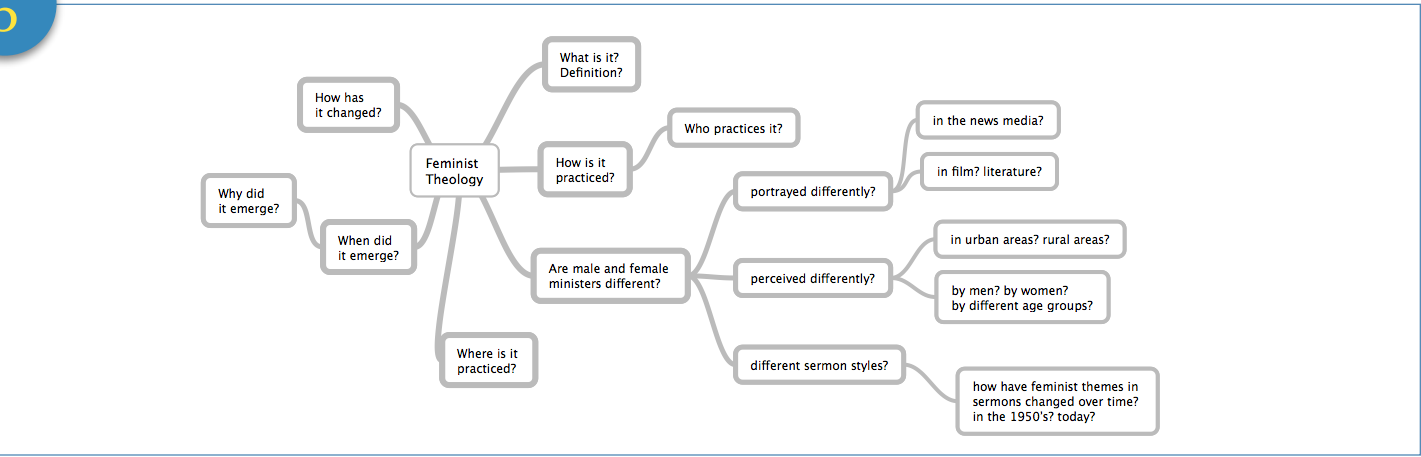 What is it?
Definition?
How has
it changed?
Who practices it?
in the news media?
Feminist
Theology
How is it
practiced?
in film? literature?
Why did
it emerge?
portrayed differently?
When did
it emerge?
in urban areas? rural areas?
Are male and female
ministers different?
perceived differently?
by men? by women?
by different age groups?
Where is it
practiced?
different sermon styles?
how have feminist themes in
sermons changed over time?
in the 1950's? today?